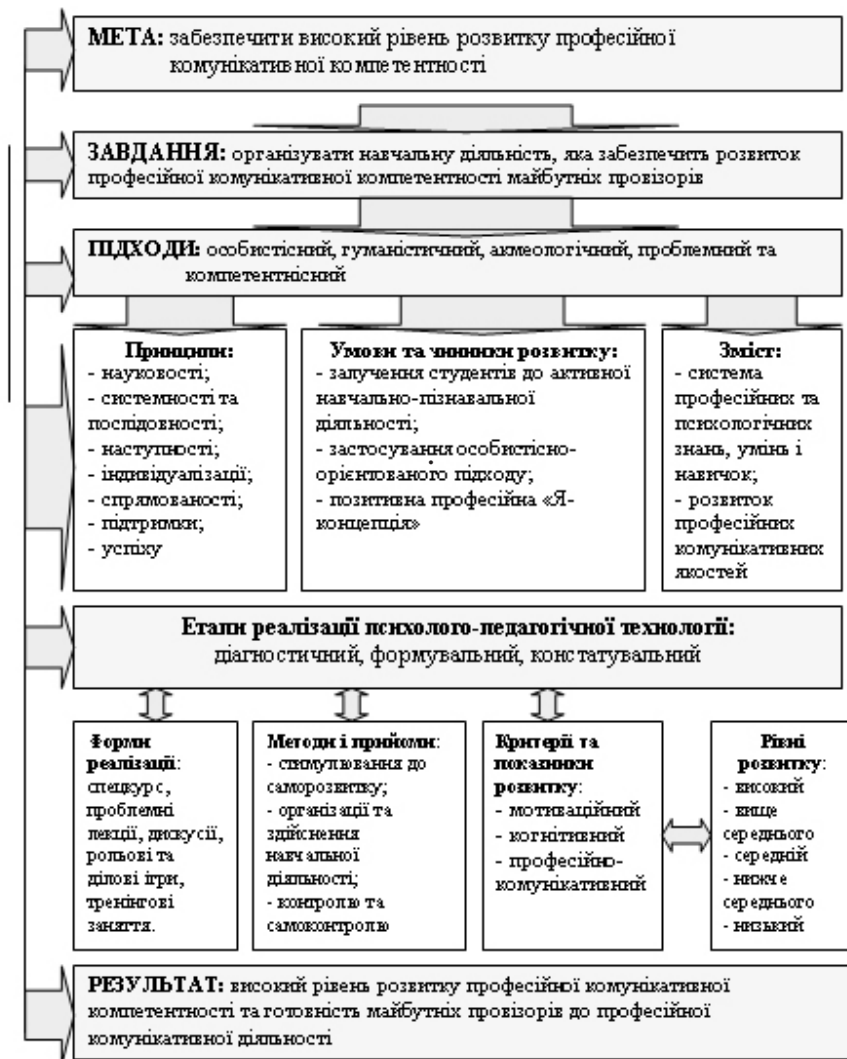 МЕТА: забезпечити високий рівень розвитку професійної
комунікативної компетентності
ЗАВДАННЯ: організувати навчальну діяльність, яка забезпечить розвиток
професійної комунікативної компетентності майбутніх провізорів
ПІДХОДИ: особистісний, гуманістичний, акмеологічний, проблемний та
компетентнісний
Принципи:
- науковості;
- системності та
послідовності;
- наступності;
- індивідуалізації;
- спрямованості;
- підтримки;
- успіху
Умови та чинники розвитку:
- залучення студентів до активної
навчально-пізнавальної
діяльності;
- застосування особистісно-
орієнтованого підходу;
- позитивна професійна «Я-
концепція»
Зміст:
- система
професійних та
психологічних
знань, умінь і
навичок;
- розвиток
професійних
комунікативних
якостей
Етапи реалізації психолого-педагогічної технології:
діагностичний, формувальний, констатувальний
Форми
реалізації:
спецкурс,
проблемні
лекції, дискусії,
рольові та
ділові ігри,
тренінгові
заняття.
Методи і прийоми:
- стимулювання до
саморозвитку;
- організації та
здійснення
навчальної
діяльності;
- контролю та
самоконтролю
Критерії та
показники
розвитку:
- мотиваційний
- когнітивний
- професійно-
комунікативний
Рівні
розвитку:
- високий
- вище
середнього
- середній
- нижче
середнього
- низький
РЕЗУЛЬТАТ: високий рівень розвитку професійної комунікативної
компетентності та готовність майбутніх провізорів до професійної
комунікативної діяльності